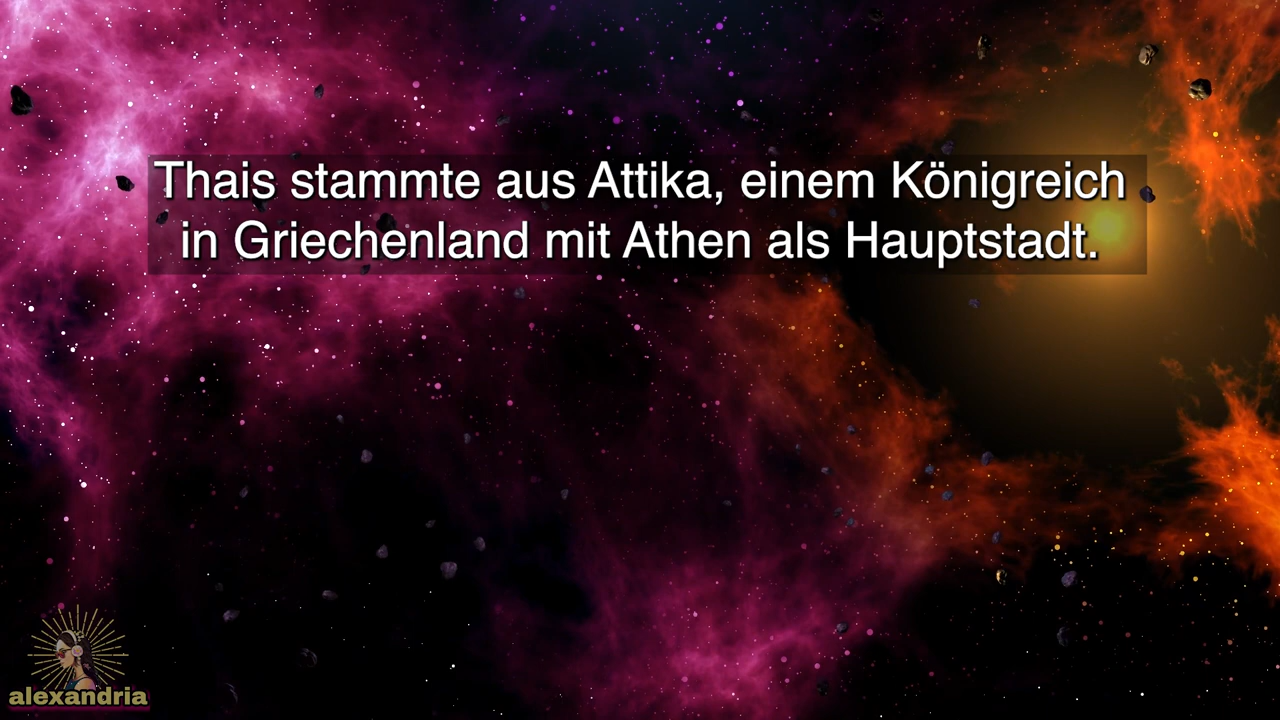 Thais stammte aus Attika, einem Königreich
in Griechenland mit Athen als Hauptstadt.
alexandria